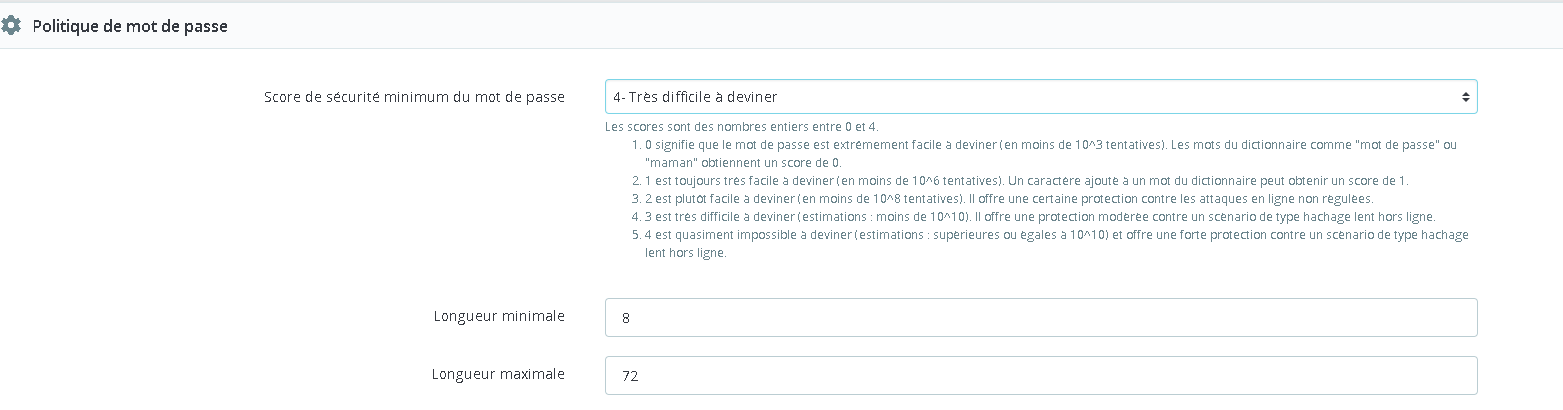 Politique de mot de passe
Score de sécurité minimum du mot de passe
4- Très difficile à deviner
Les scores sont des nombres entiers entre 0 et 4.
1. 0 signifie que le mot de passe est extrêmement facile à deviner (en moins de 10^3 tentatives). Les mots du dictionnaire comme "mot de passe" ou
"maman" obtiennent un score de 0.
2. 1 est toujours très facile à deviner (en moins de 10^6 tentatives). Un caractère ajouté à un mot du dictionnaire peut obtenir un score de 1.
3. 2 est plutôt facile à deviner (en moins de 10^8 tentatives). Il offre une certaine protection contre les attaques en ligne non régulées.
4. 3 est très difficile à deviner (estimations : moins de 10^10). Il offre une protection modérée contre un scénario de type hachage lent hors ligne.
5. 4 est quasiment impossible à deviner (estimations : supérieures ou égales à 10^10) et offre une forte protection contre un scénario de type hachage
lent hors ligne.
Longueur minimale
8
Longueur maximale
72